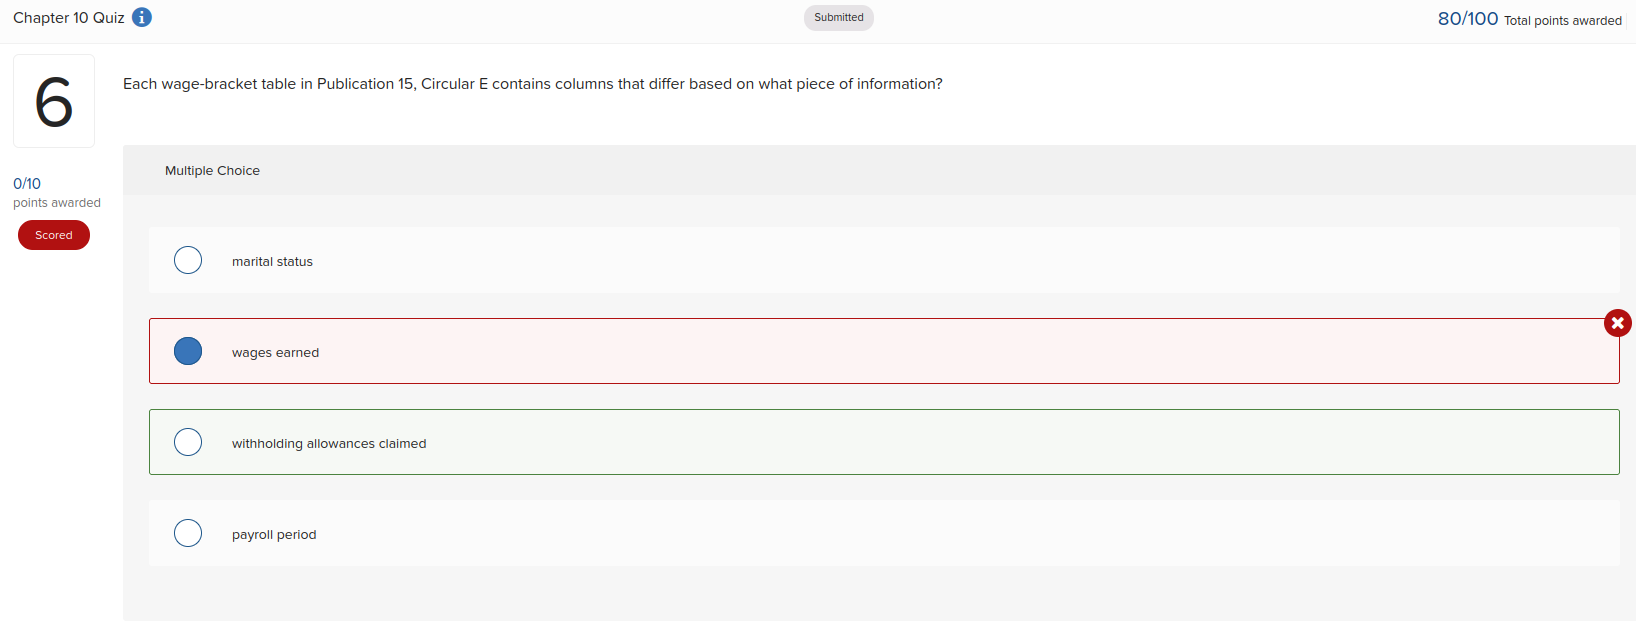 Chapter 10 Quiz i
Submitted
80/100 Total points awarded
6
Each wage-bracket table in Publication 15, Circular E contains columns that differ based on what piece of information?
0/10
points awarded
Scored
Multiple Choice
marital status
wages earned
withholding allowances claimed
payroll period